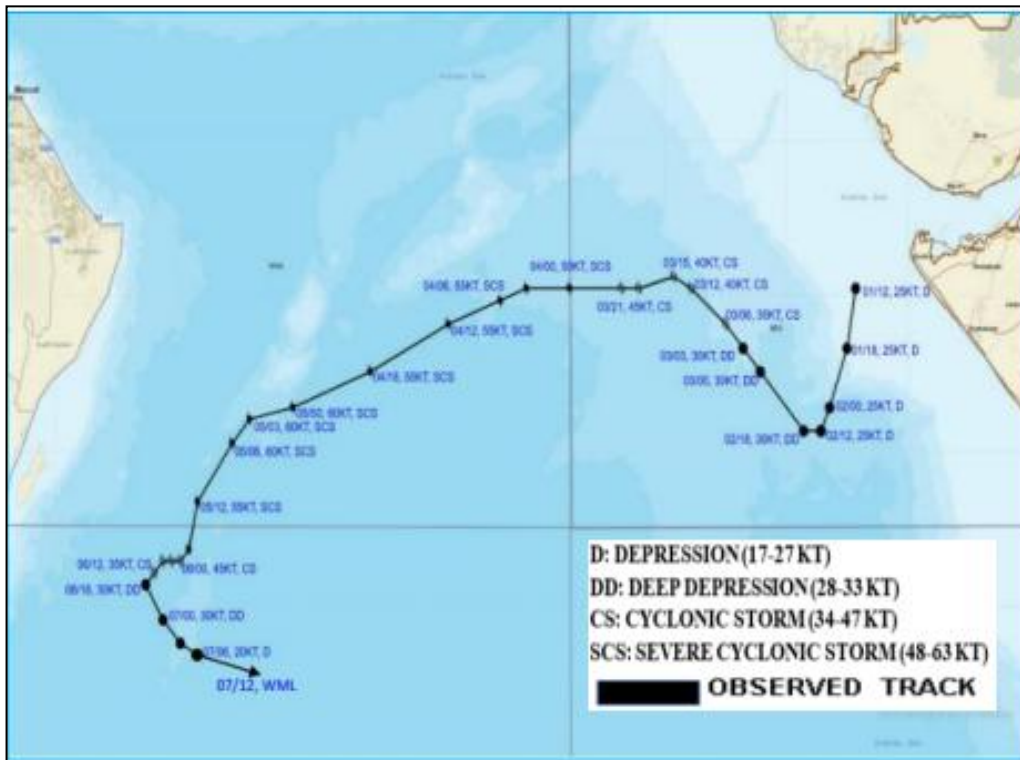 Muscat
04/00, 50KT, SCS
03/18, 40KT, CS
04/06, 55KT, SCS
03/12, 40KT, CS
01/12, 25KT, D
03/21, 45KT, CS
04/12, 55KT, SCS
03/06, 35KT, CS
03/03, 30KT, DD
01/18, 25KT, D
04/18, 55KT, SCS
03/00, 30KT, DD
05/00, 60KT, SCS
02/00, 25KT, D
05/03, 60KT, SCS
02/18, 30KT, DD
02/12, 25KT, D
05/06, 60KT, SCS
05/12, 55KT, SCS
06/12, 35KT, CS
06/00, 45KT, CS
06/18, 30KT, DD
07/00, 30KT, DD
07/06, 20KT, D
07/12, WML
D: DEPRESSION (17-27 KT)
DD: DEEP DEPRESSION (28-33 KT)
CS: CYCLONIC STORM (34-47 KT)
SCS: SEVERE CYCLONIC STORM (48-63 KT)
OBSERVED TRACK